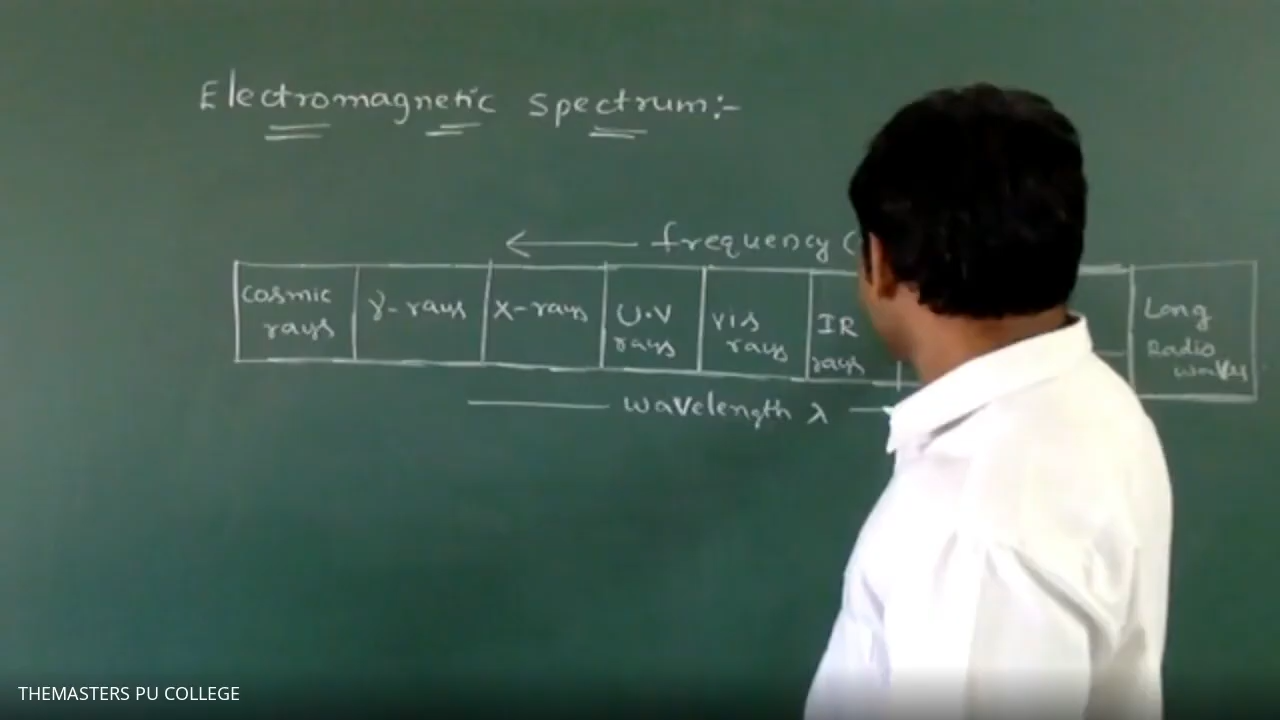 Electromagnetic Spectrum:-
← frequency (
Cosmic
rays
γ- rays
X- rays
U.V
rays
vis
rays
IR
rays
Long
Radio
waves
wavelength λ
THEMASTERS PU COLLEGE